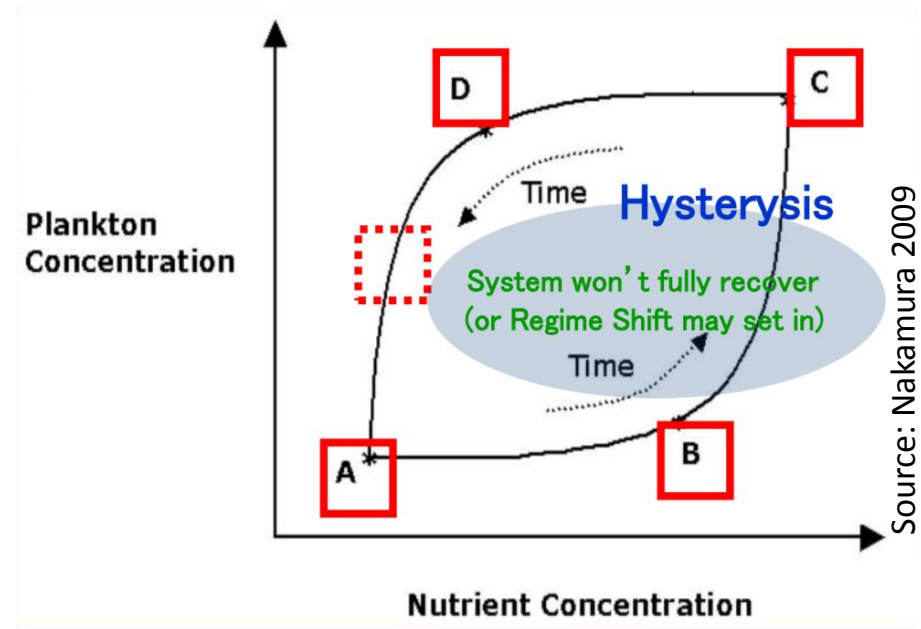 D
C
Time
Hysterysis
Plankton
Concentration
System won't fully recover
(or Regime Shift may set in)
Time
A
B
Nutrient Concentration
Source: Nakamura 2009